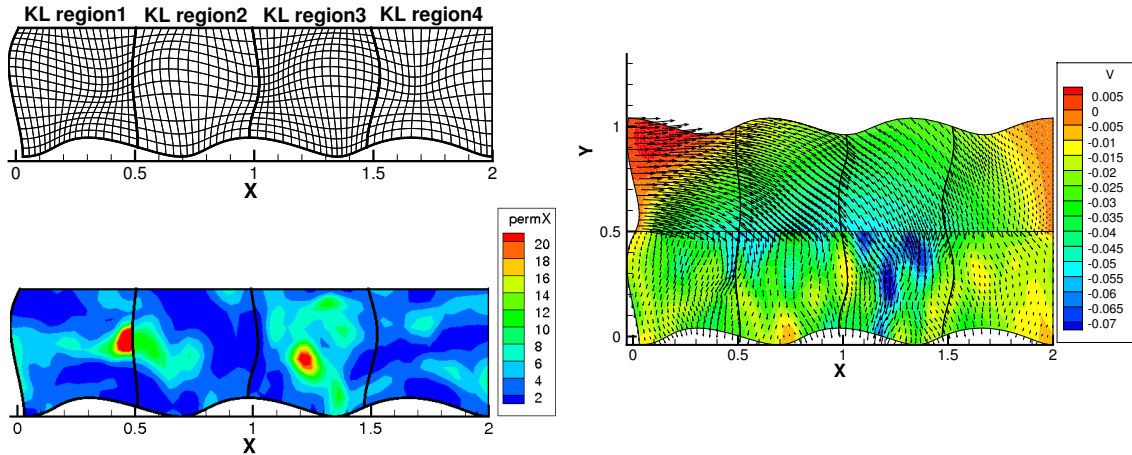 KL region1 KL region2 KL region3 KL region4
0 0.5 1 1.5 2
X
permX
20
18
16
14
12
10
8
6
4
2
0 0.5 1 1.5 2
X
V
0.005
0
-0.005
-0.01
-0.015
-0.02
-0.025
-0.03
-0.035
-0.04
-0.045
-0.05
-0.055
-0.06
-0.065
-0.07
Y
1
0.5
0
0 0.5 1 1.5 2
X